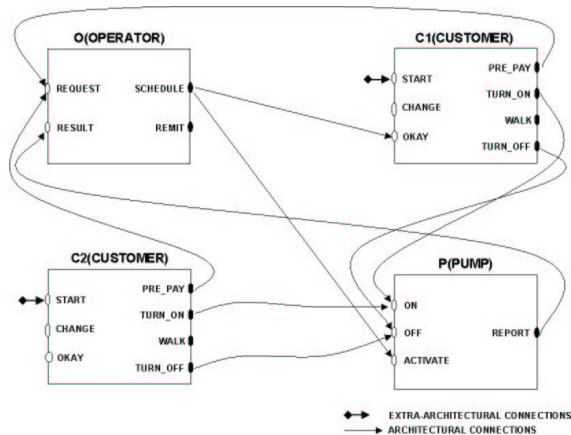 O(OPERATOR)
REQUEST
SCHEDULE
RESULT
REMIT
C1(CUSTOMER)
PRE_PAY
START
TURN_ON
CHANGE
WALK
OKAY
TURN_OFF
C2(CUSTOMER)
PRE_PAY
START
TURN_ON
CHANGE
WALK
OKAY
TURN_OFF
P(PUMP)
ON
OFF
REPORT
ACTIVATE
EXTRA-ARCHITECTURAL CONNECTIONS
ARCHITECTURAL CONNECTIONS